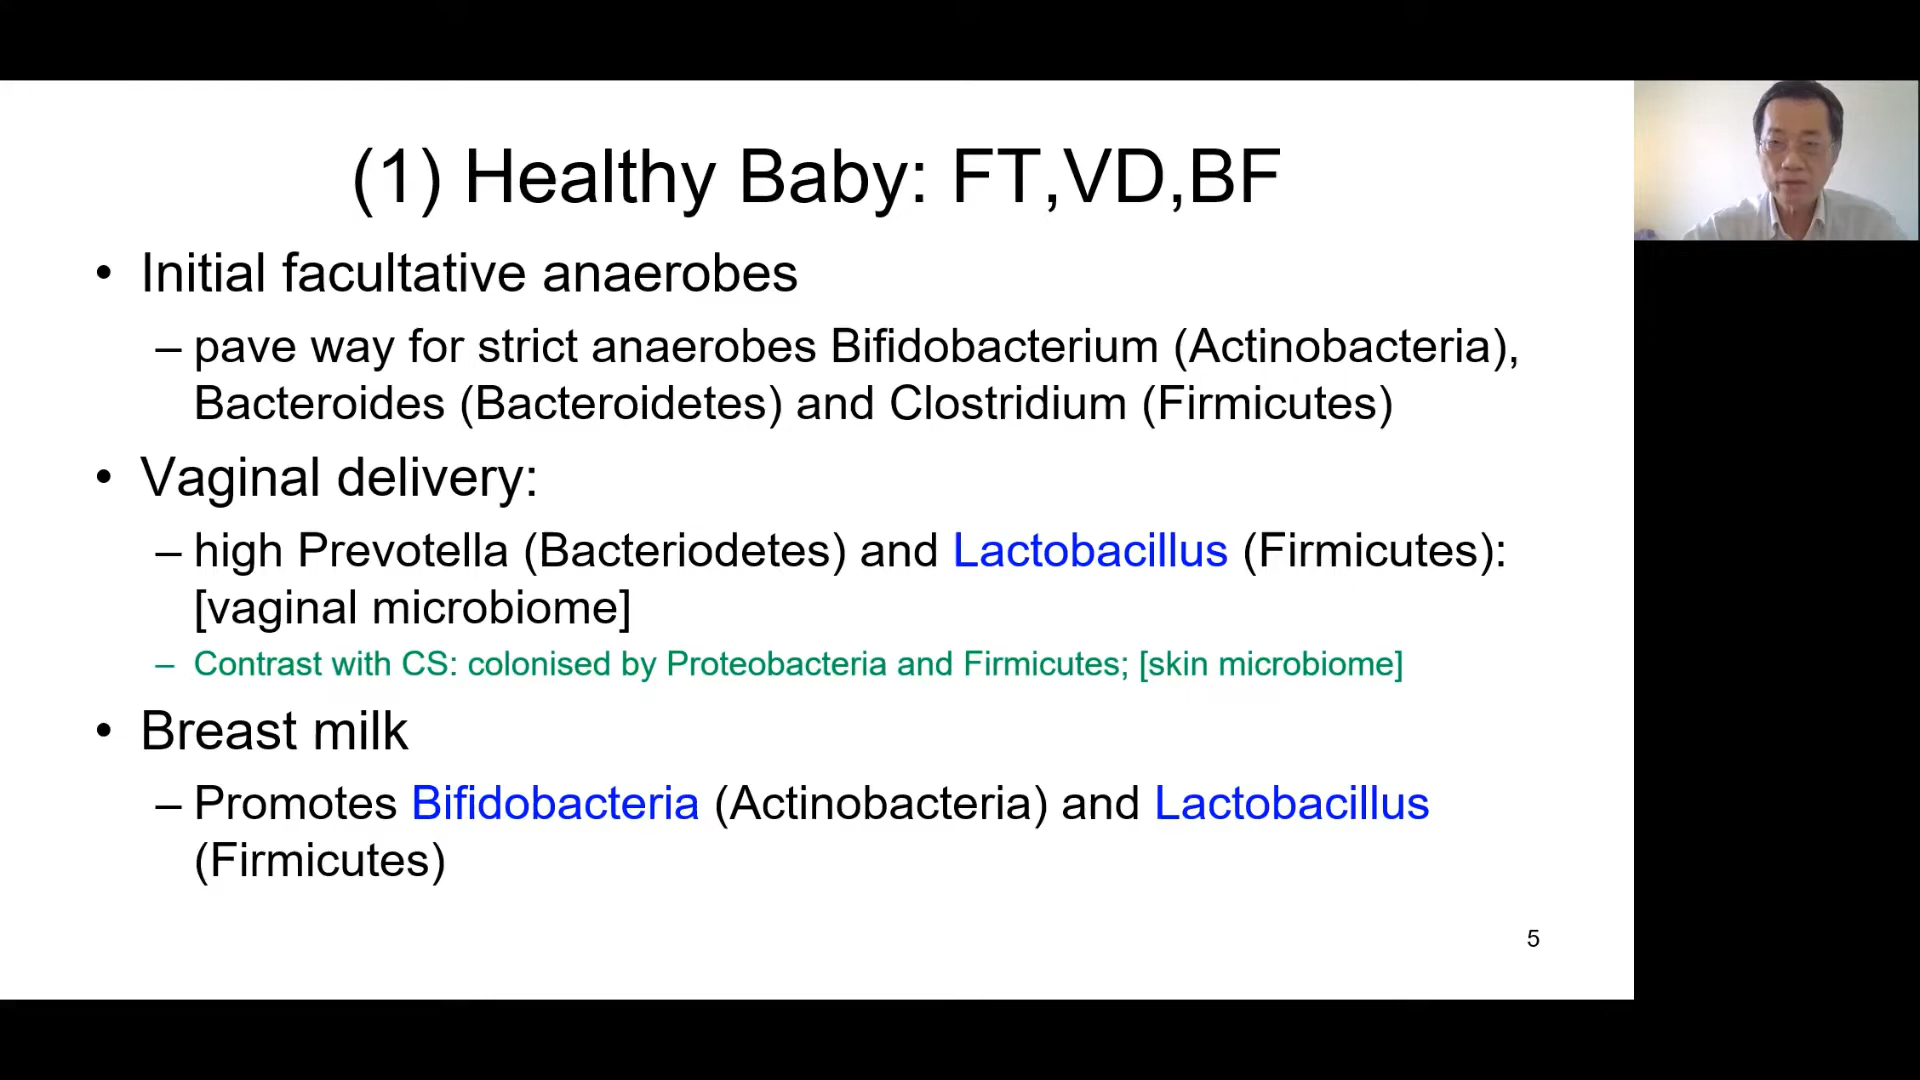 (1) Healthy Baby: FT,VD,BF
• Initial facultative anaerobes
– pave way for strict anaerobes Bifidobacterium (Actinobacteria),
Bacteroides (Bacteroidetes) and Clostridium (Firmicutes)
• Vaginal delivery:
– high Prevotella (Bacteriodetes) and Lactobacillus (Firmicutes):
[vaginal microbiome]
– Contrast with CS: colonised by Proteobacteria and Firmicutes; [skin microbiome]
• Breast milk
– Promotes Bifidobacteria (Actinobacteria) and Lactobacillus
(Firmicutes)
5